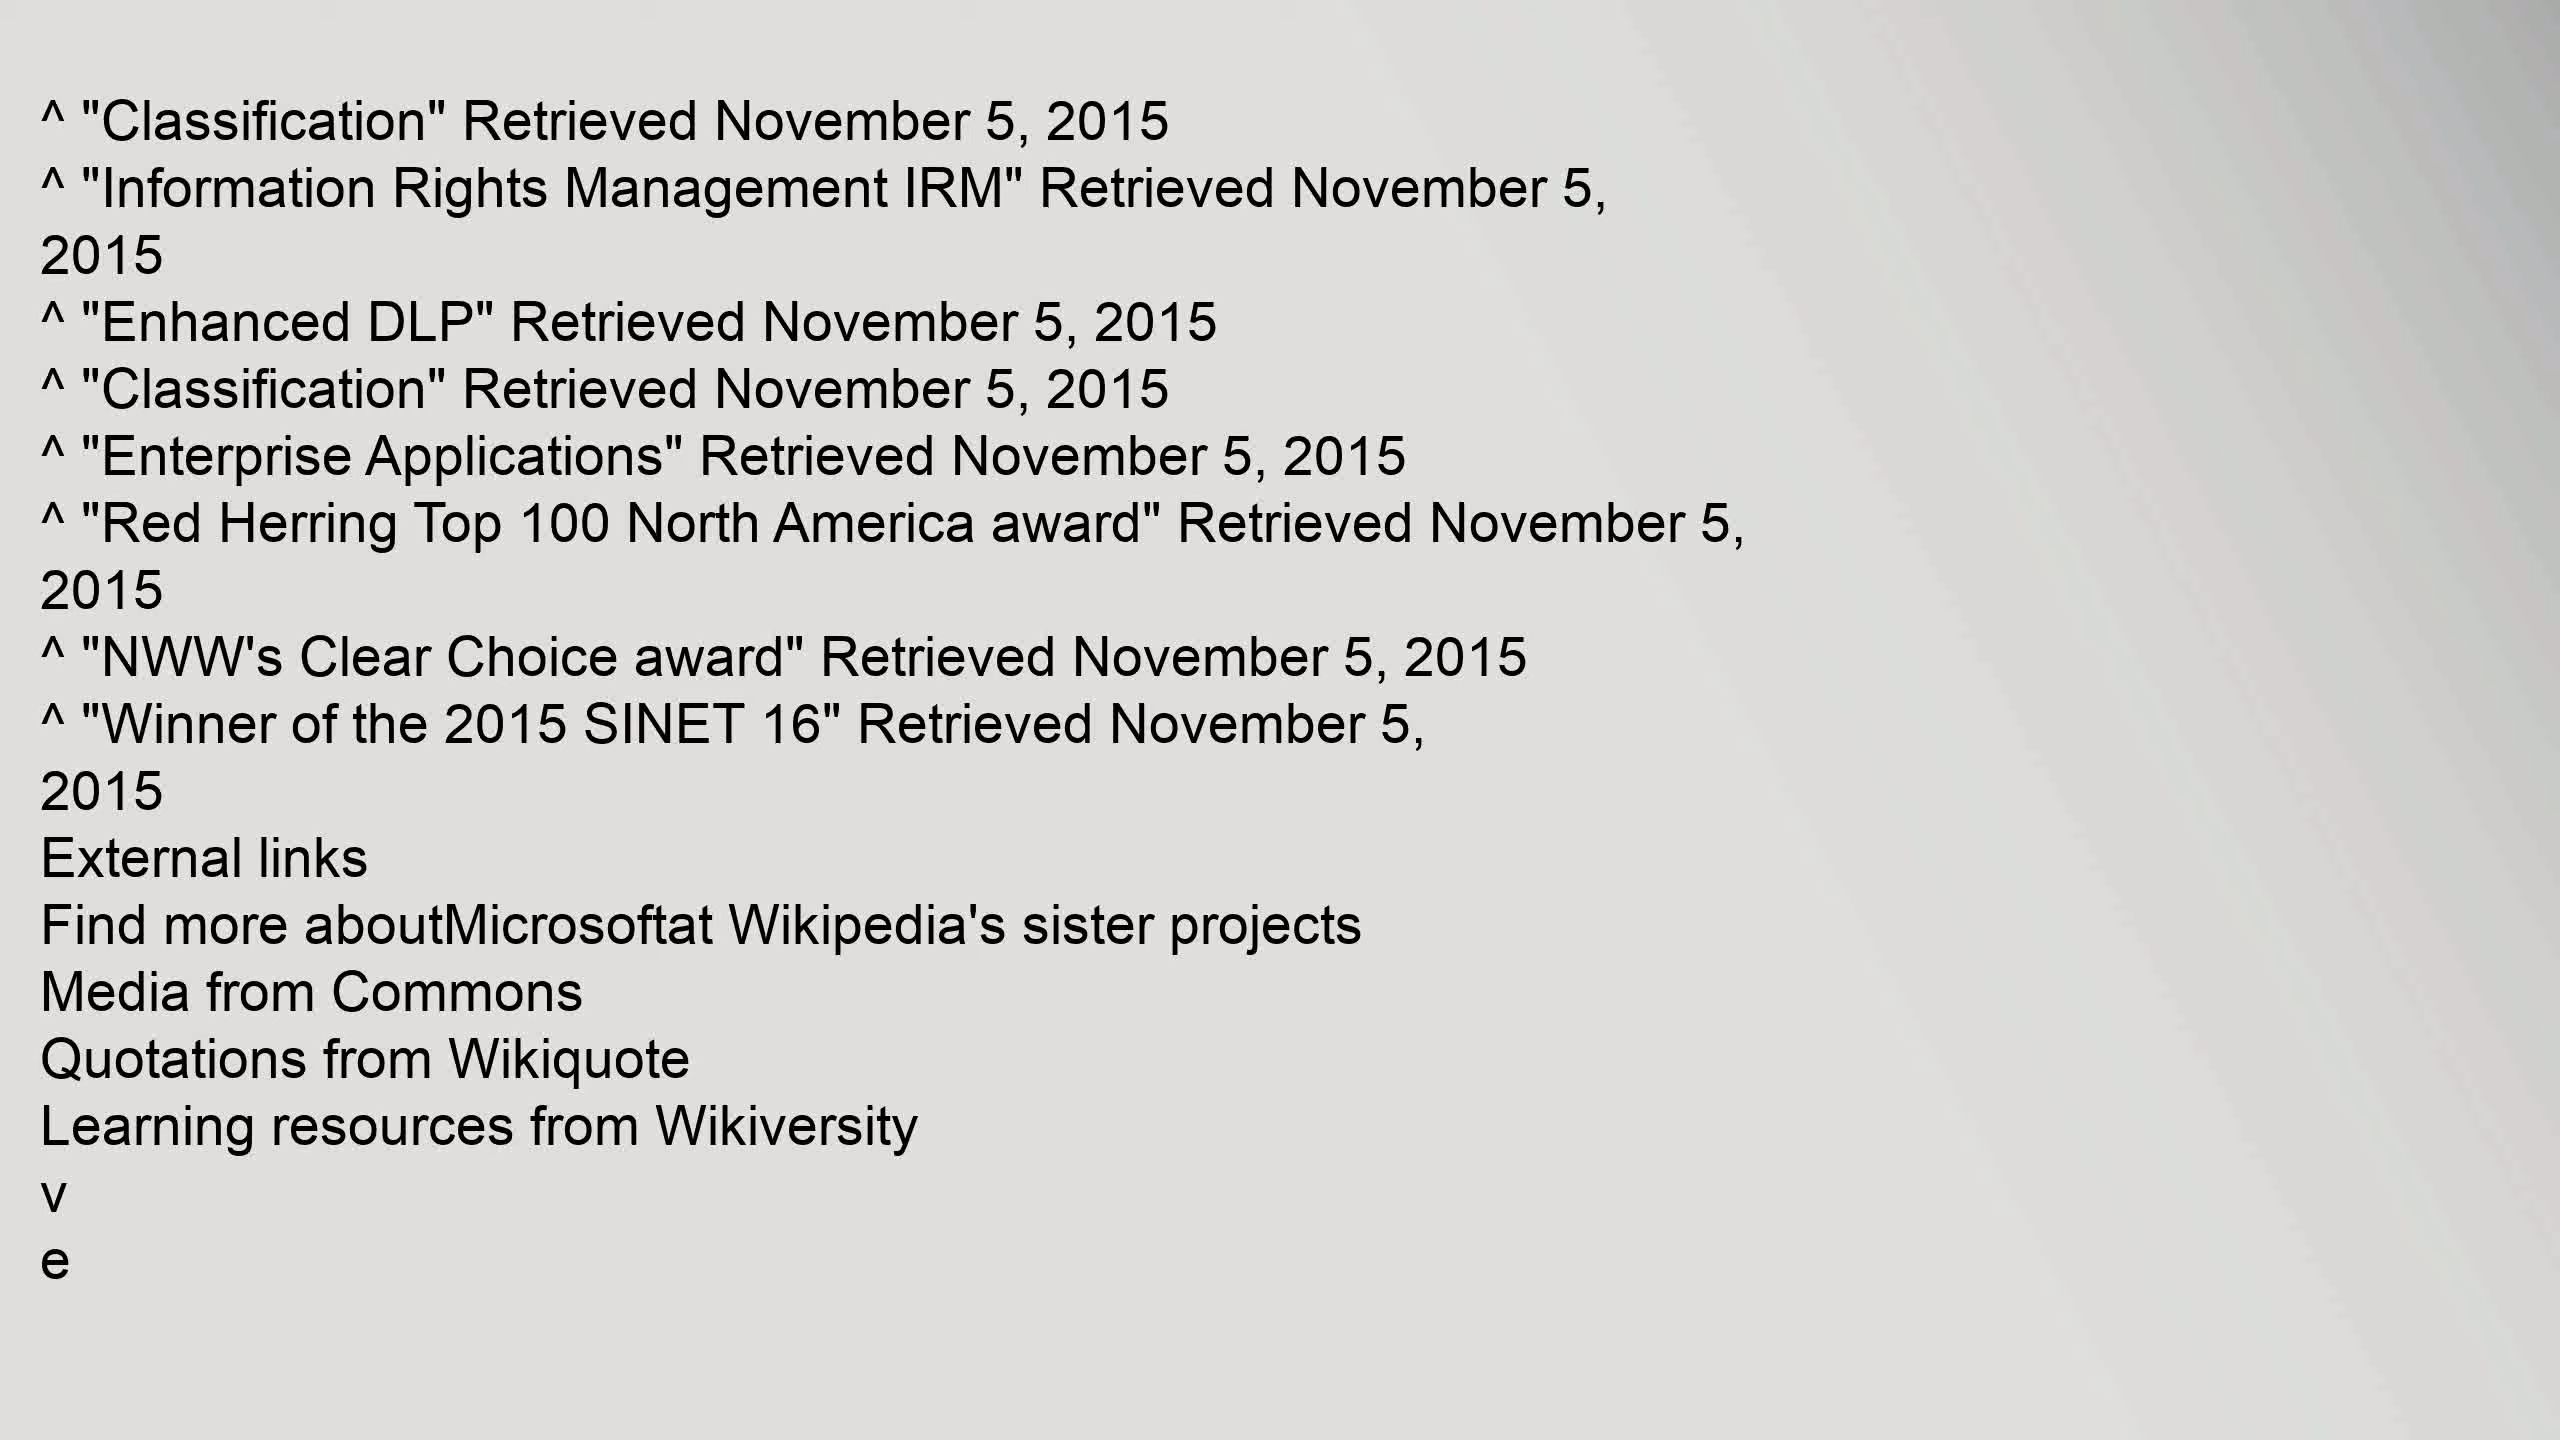 ^ "Classification" Retrieved November 5, 2015
^ "Information Rights Management IRM" Retrieved November 5,
2015
^ "Enhanced DLP" Retrieved November 5, 2015
^ "Classification" Retrieved November 5, 2015
^ "Enterprise Applications" Retrieved November 5, 2015
^ "Red Herring Top 100 North America award" Retrieved November 5,
2015
^ "NWW's Clear Choice award" Retrieved November 5, 2015
^ "Winner of the 2015 SINET 16" Retrieved November 5,
2015
External links
Find more aboutMicrosoftat Wikipedia's sister projects
Media from Commons
Quotations from Wikiquote
Learning resources from Wikiversity
v
e